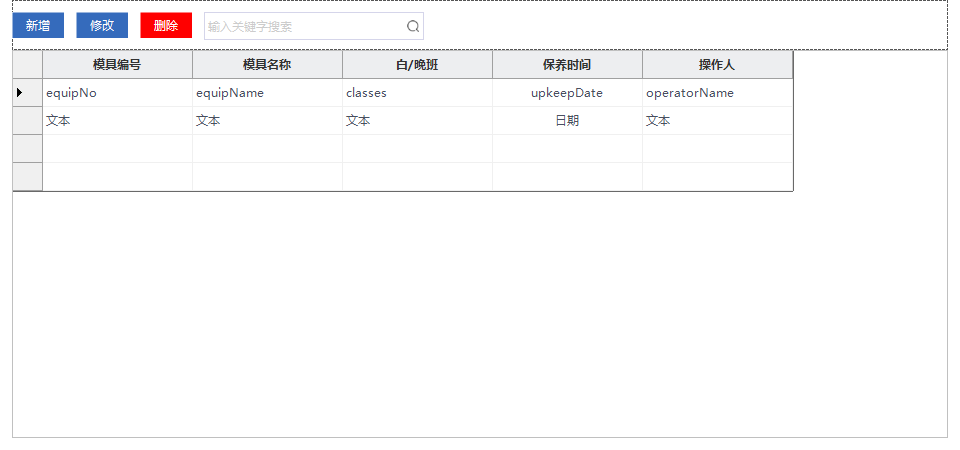 新增 修改 删除 输入关键字搜索
模具编号 模具名称 白/晚班 保养时间 操作人
equipNo equipName classes upkeepDate operatorName
文本 文本 文本 日期 文本